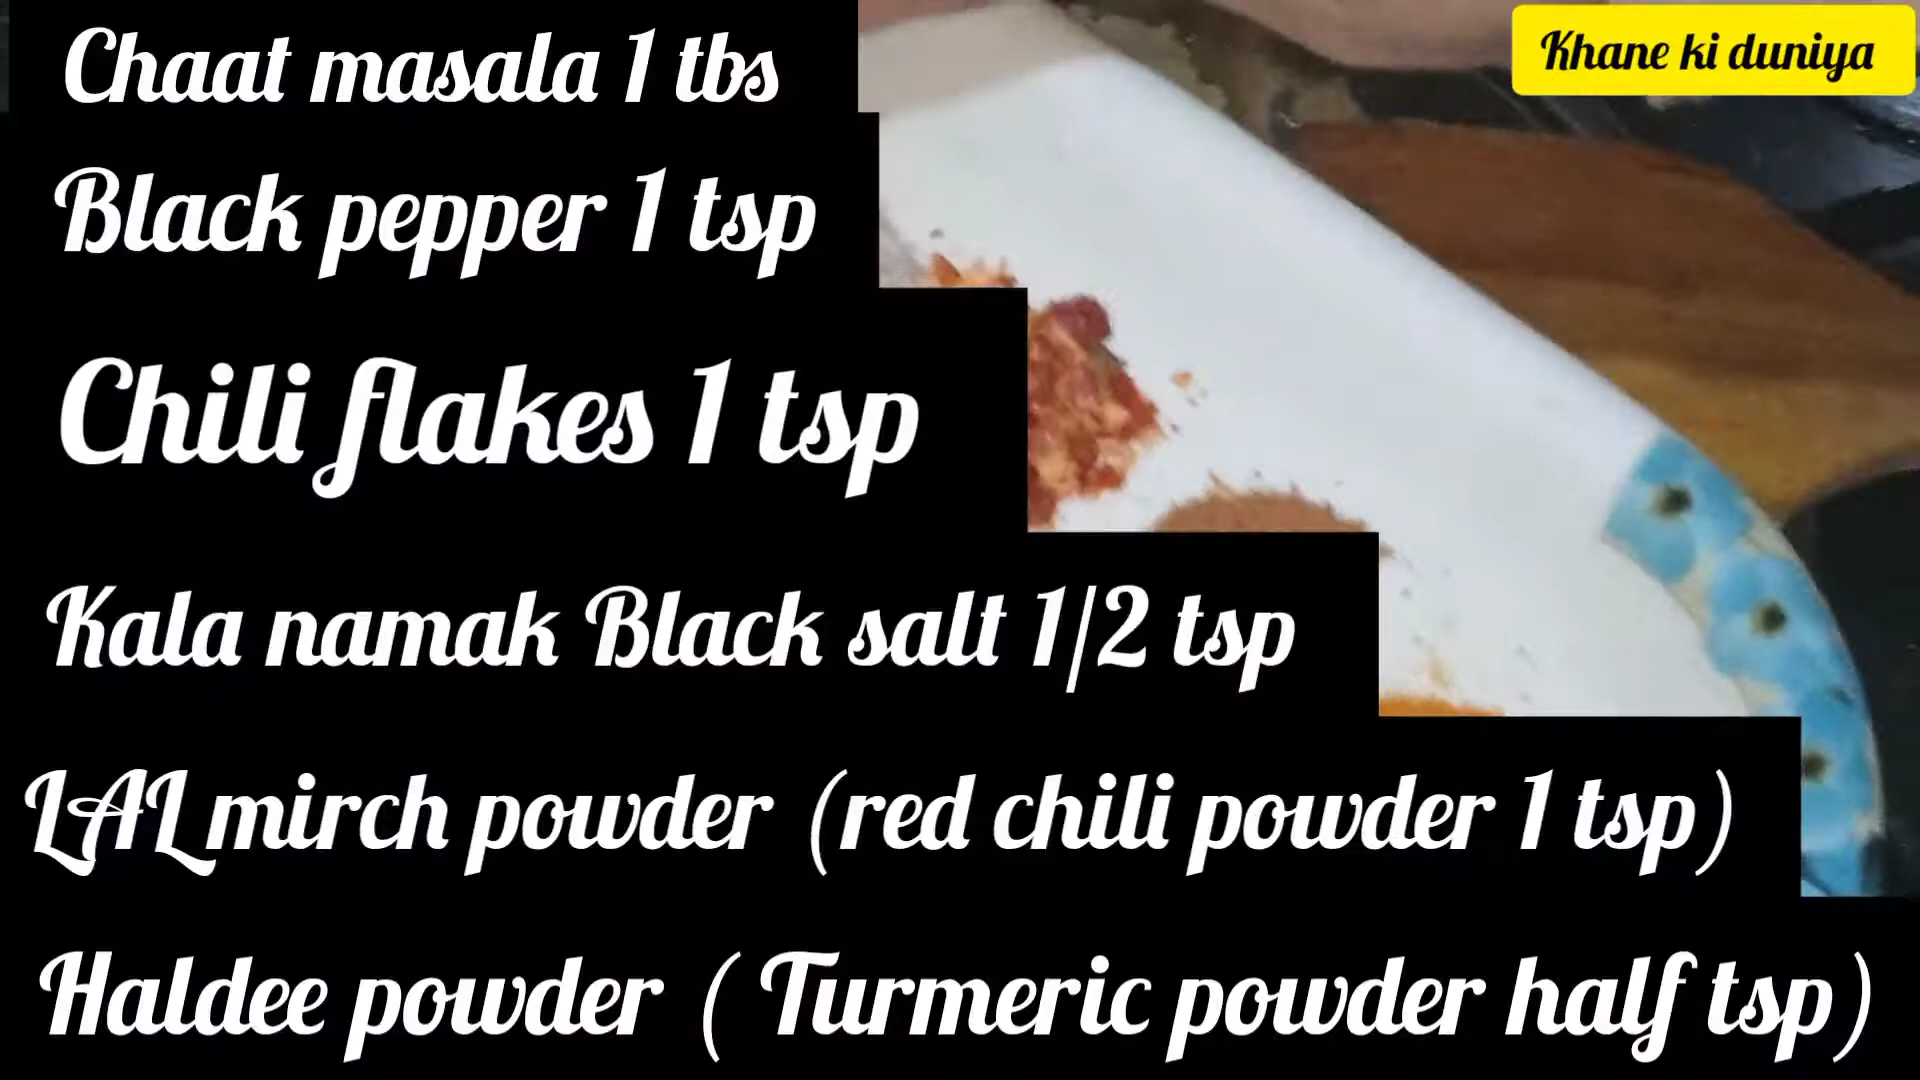 Chaat masala 1 tbs
Khane ki duniya
Black pepper 1 tsp
Chili flakes 1 tsp
Kala namak Black salt 1/2 tsp
LAL mirch powder (red chili powder 1 tsp)
Haldee powder ( Turmeric powder half tsp)